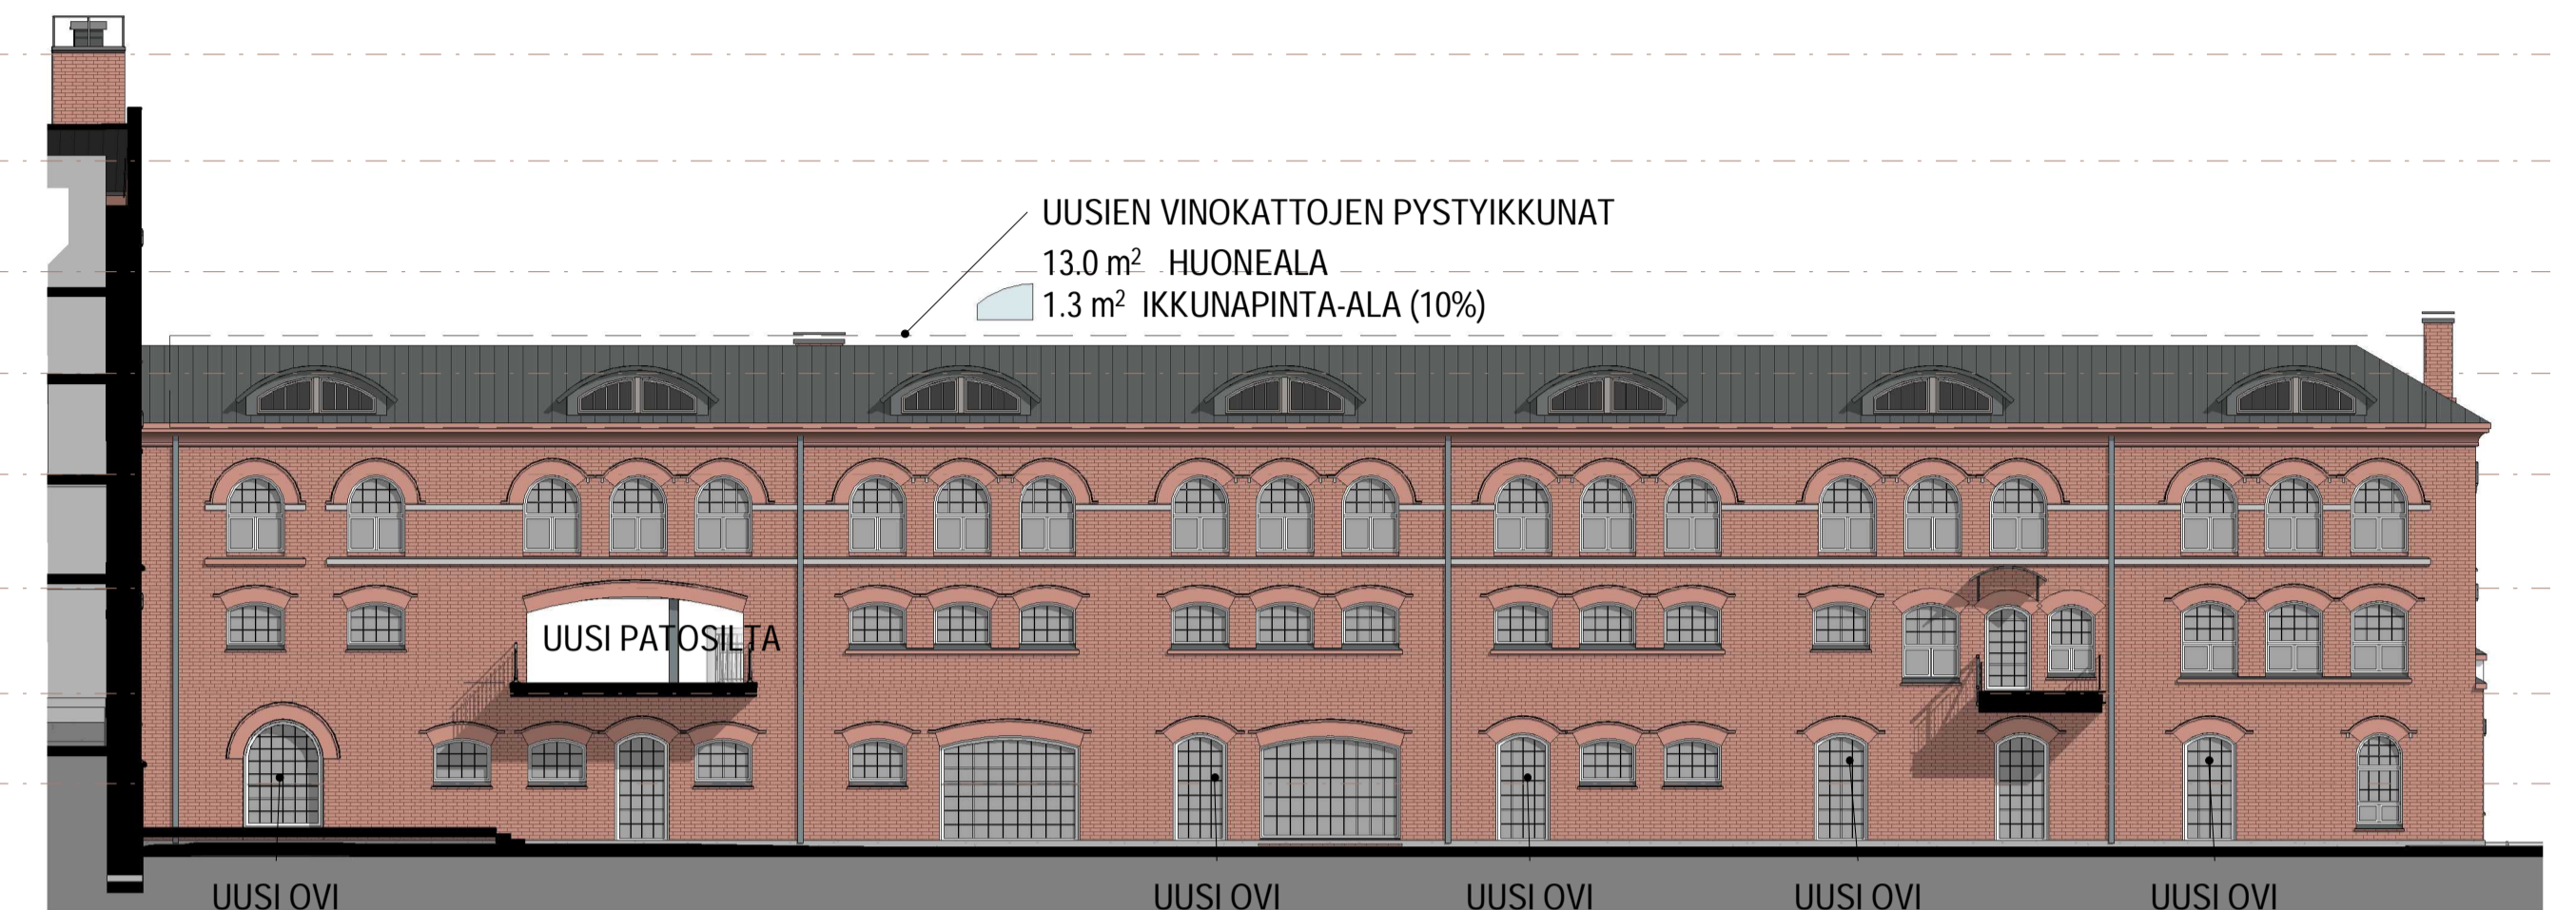 UUSIEN VINOKATTOJEN PYSTYIKKUNAT
13.0 m² HUONEALA
1.3 m² IKKUNAPINTA-ALA (10%)
UUSI PATOSILTA
UUSI OVI
UUSI OVI
UUSI OVI
UUSI OVI
UUSI OVI